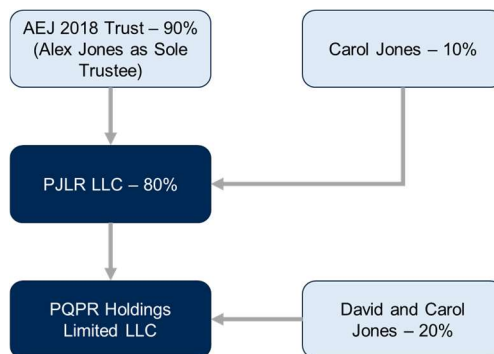 AEJ 2018 Trust – 90%
(Alex Jones as Sole
Trustee)
Carol Jones – 10%
PJLR LLC – 80%
PQPR Holdings
Limited LLC
David and Carol
Jones – 20%